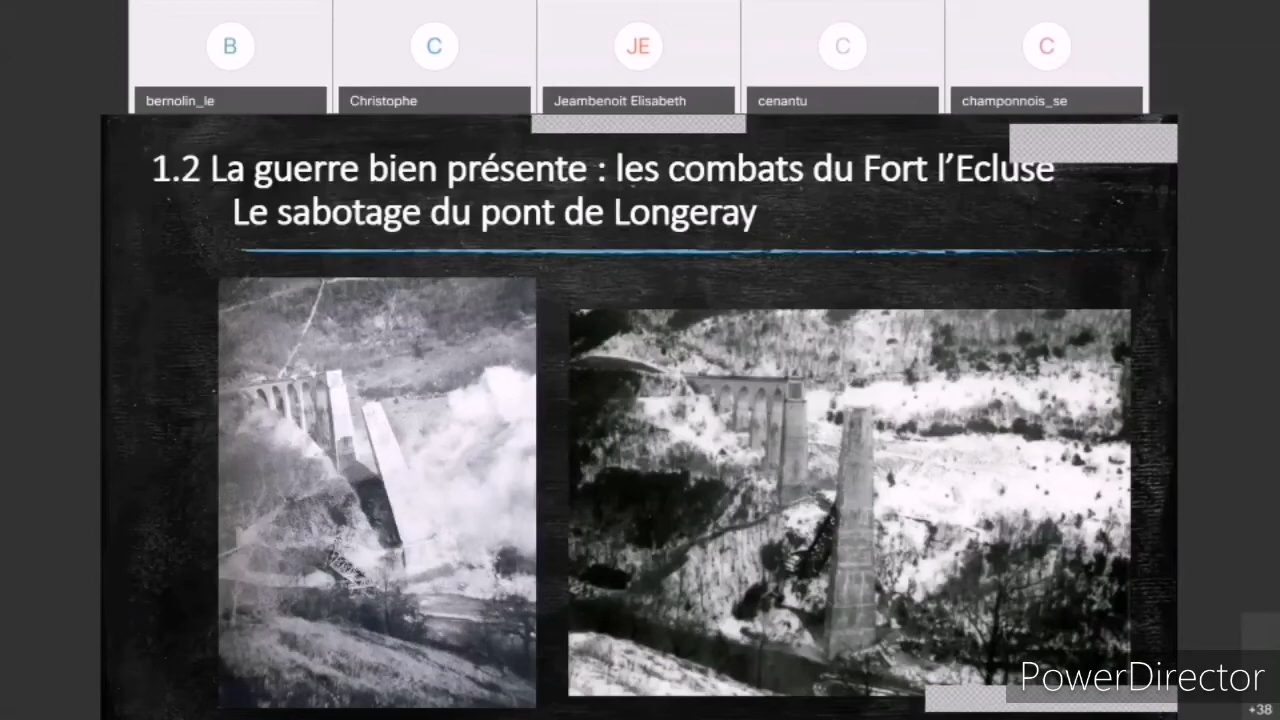 B
C
JE
C
C
bernolin_le
Christophe
Jeambenoit Elisabeth
cenantu
champonnois_se
1.2 La guerre bien présente : les combats du Fort l’Ecluse
Le sabotage du pont de Longeray
PowerDirector
+38